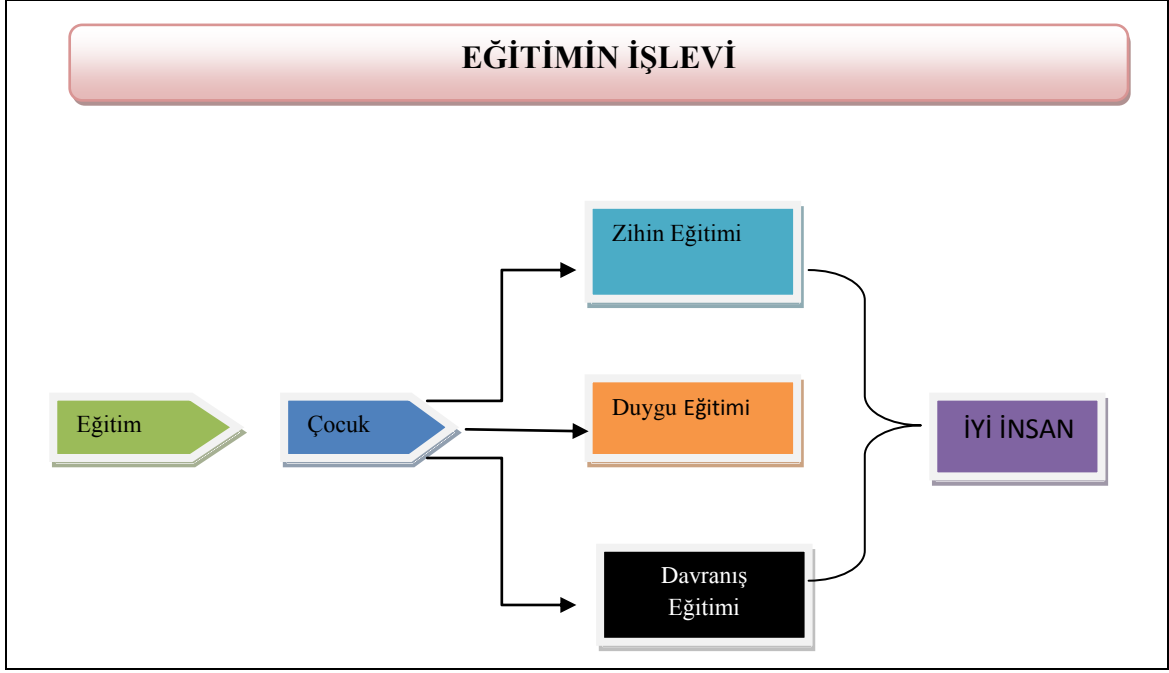 EĞİTİMİN İŞLEVİ
Zihin Eğitimi
Eğitim
Çocuk
Duygu Eğitimi
İYİ İNSAN
Davranış
Eğitimi